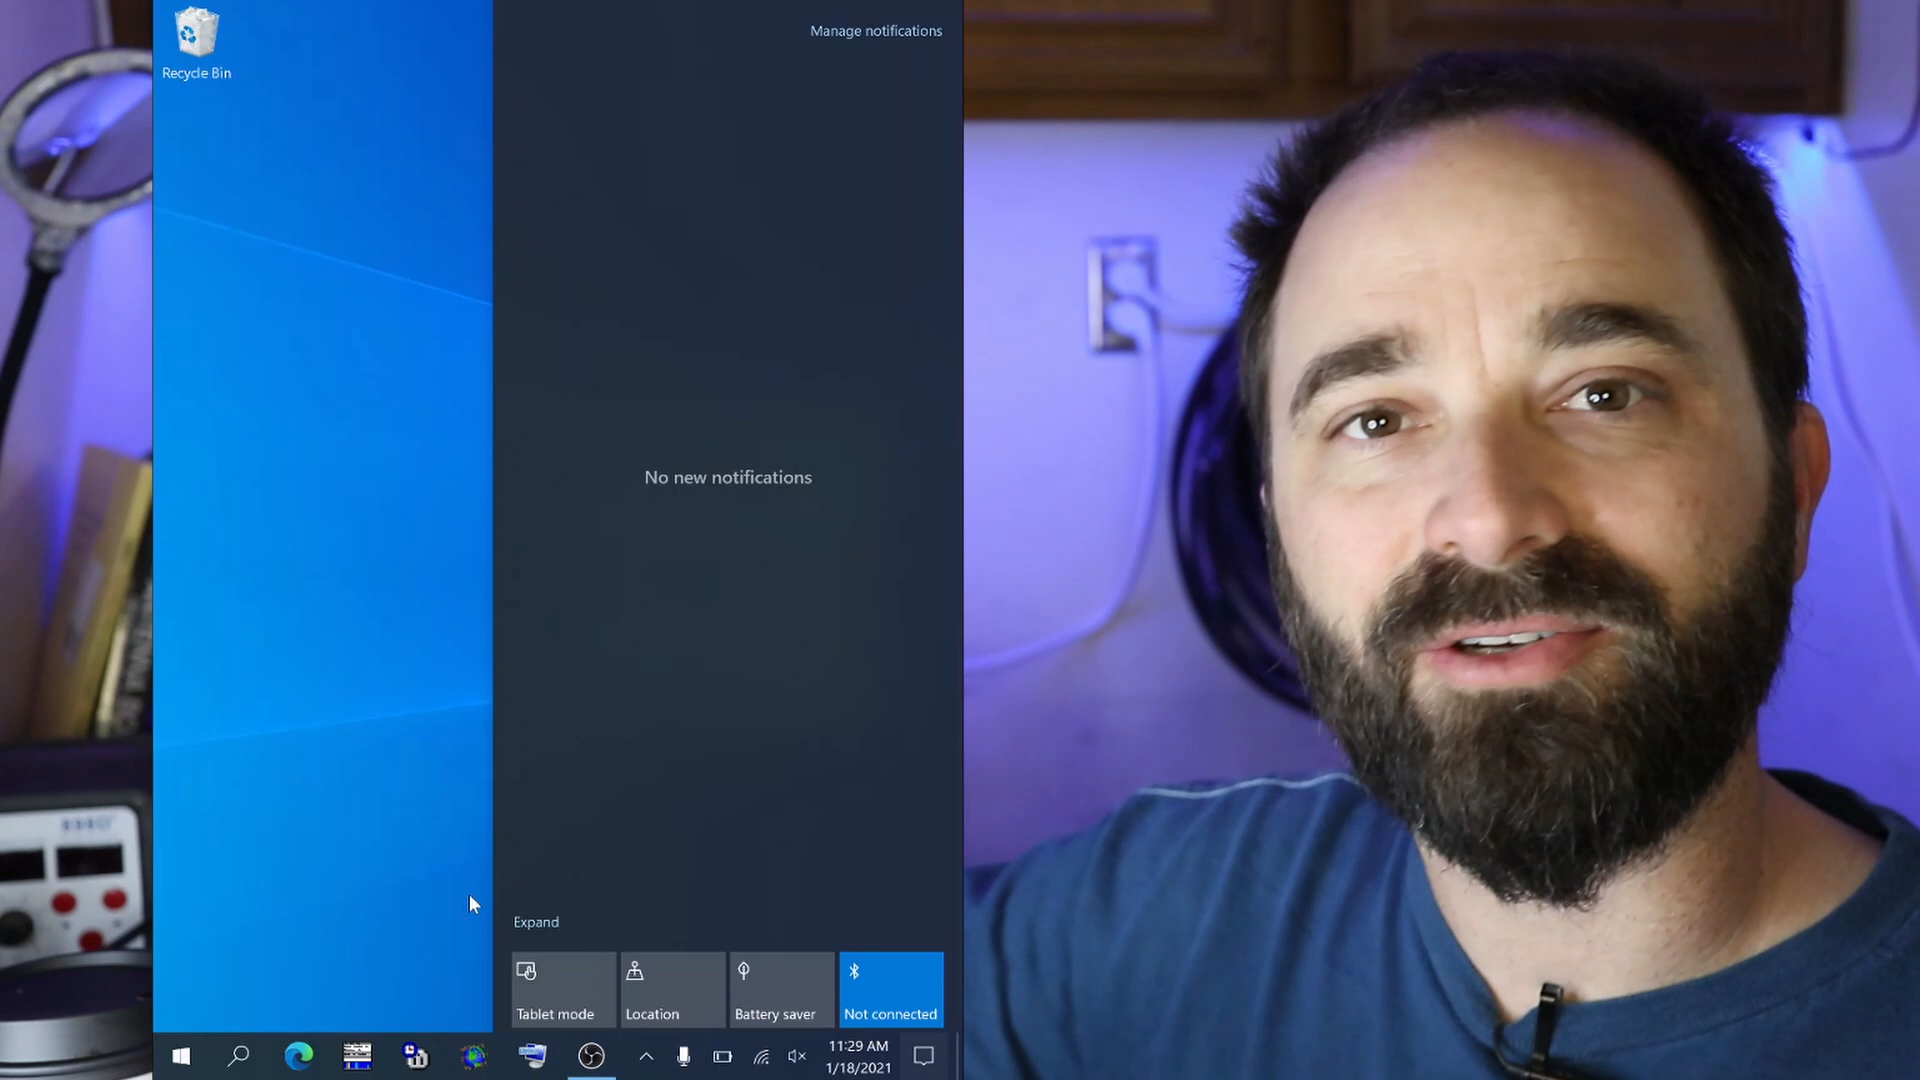 Recycle Bin
Manage notifications
No new notifications
Expand
Tablet mode
Location
Battery saver
Not connected
11:29 AM
1/18/2021